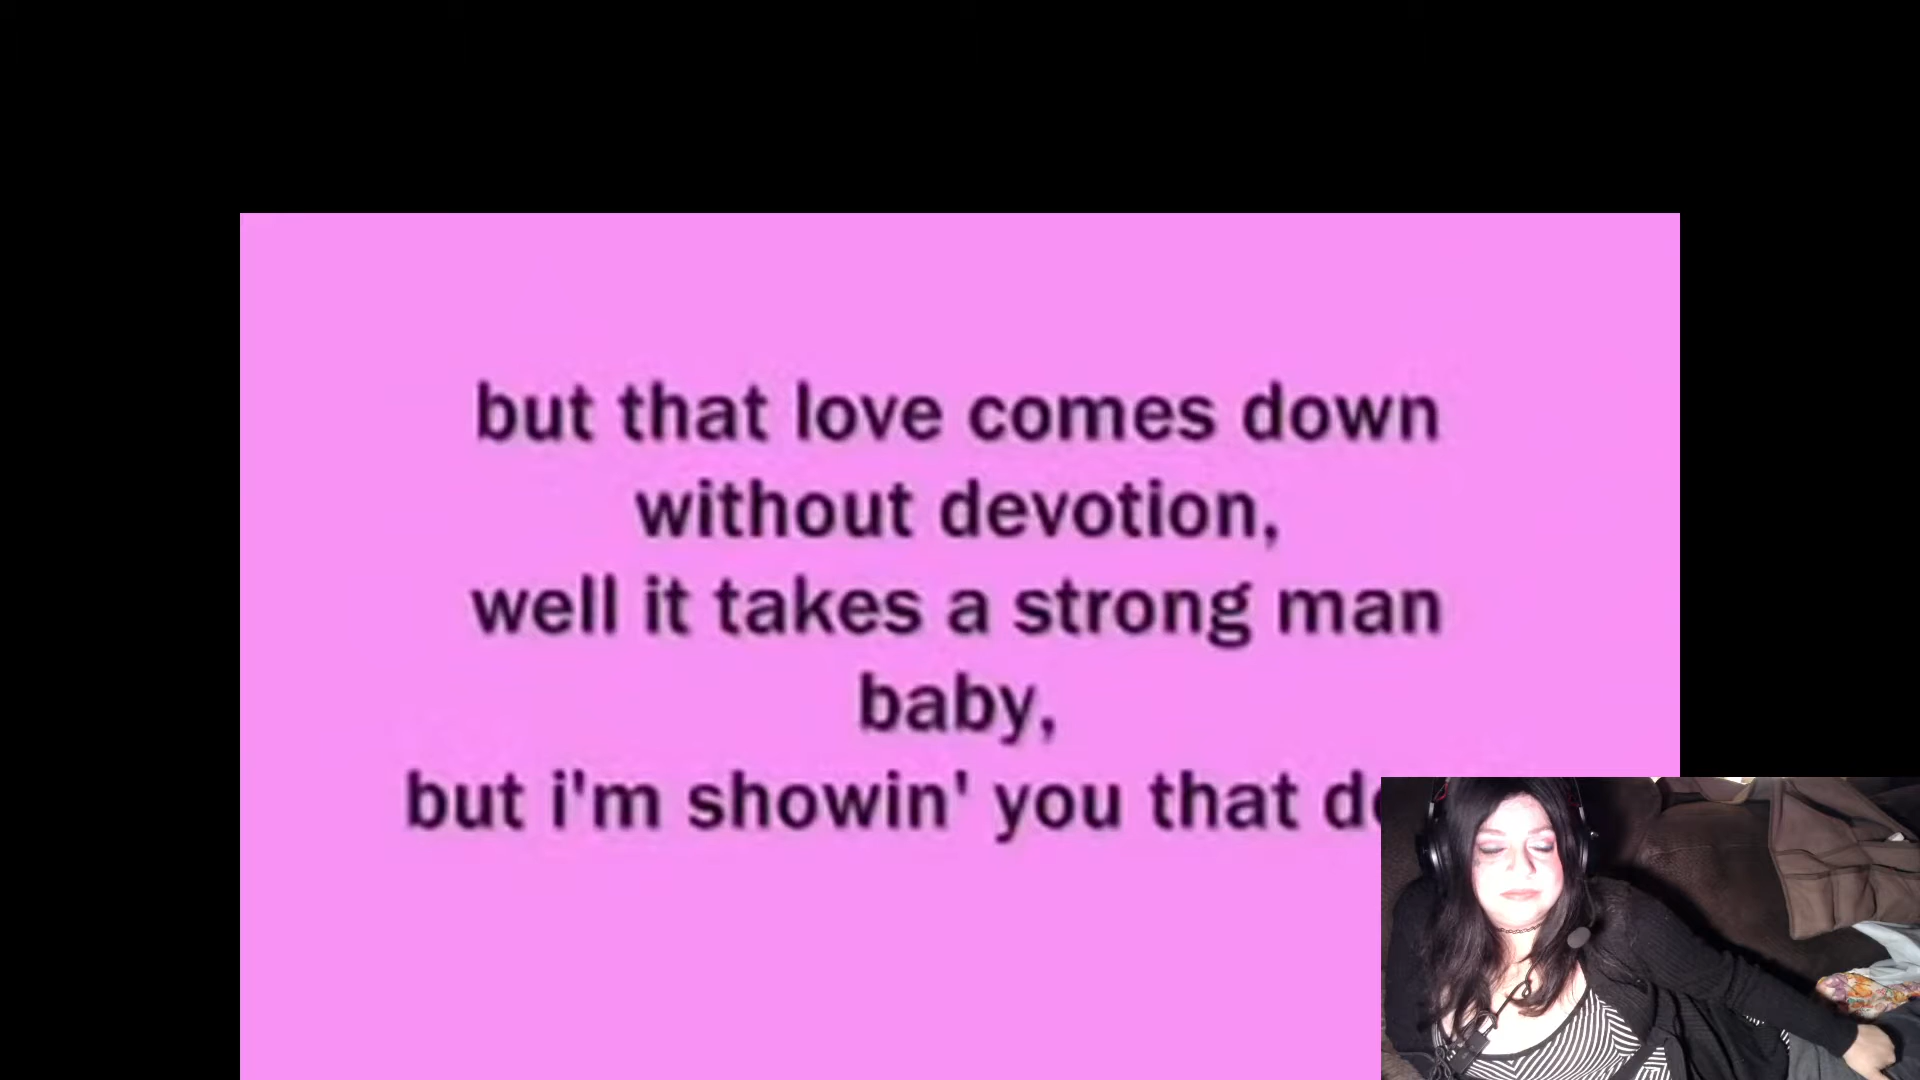 but that love comes down
without devotion,
well it takes a strong man
baby,
but i'm showin' you that